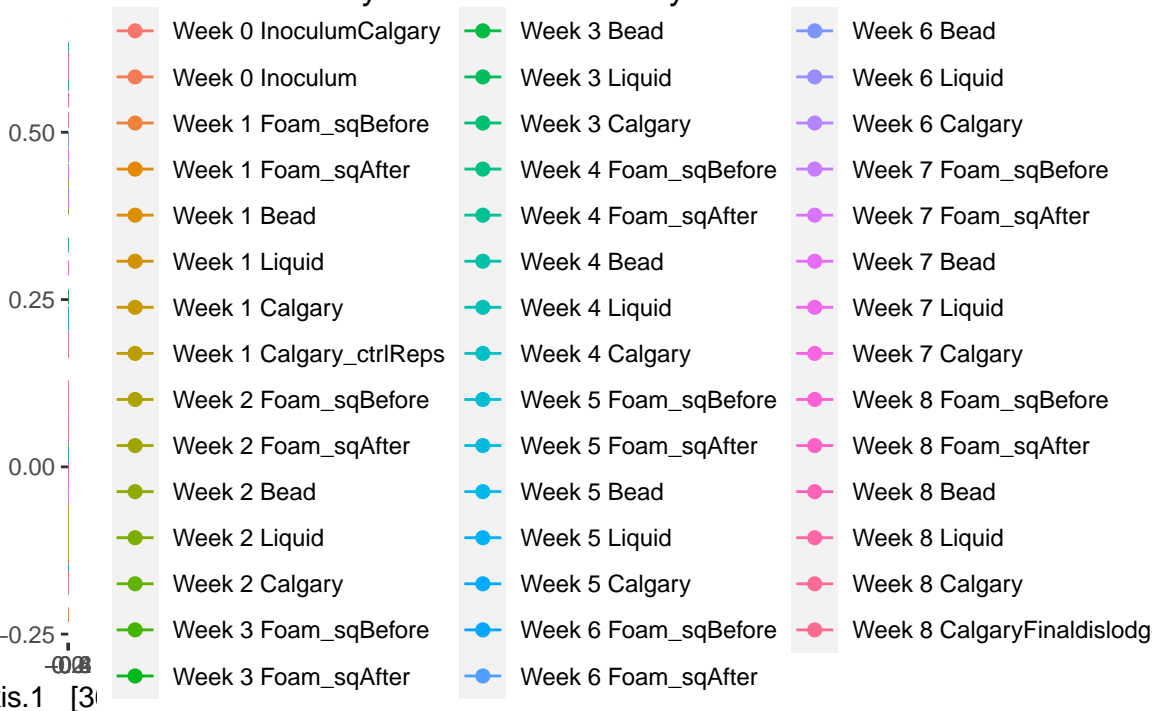 Week 0 InoculumCalgary
Week 0 Inoculum
Week 1 Foam_sqBefore
Week 1 Foam_sqAfter
Week 1 Bead
Week 1 Liquid
Week 1 Calgary
Week 1 Calgary_ctrlReps
Week 2 Foam_sqBefore
Week 2 Foam_sqAfter
Week 2 Bead
Week 2 Liquid
Week 2 Calgary
Week 3 Foam_sqBefore
Week 3 Foam_sqAfter
Week 3 Bead
Week 3 Liquid
Week 3 Calgary
Week 4 Foam_sqBefore
Week 4 Foam_sqAfter
Week 4 Bead
Week 4 Liquid
Week 4 Calgary
Week 5 Foam_sqBefore
Week 5 Foam_sqAfter
Week 5 Bead
Week 5 Liquid
Week 5 Calgary
Week 6 Foam_sqBefore
Week 6 Foam_sqAfter
Week 6 Bead
Week 6 Liquid
Week 6 Calgary
Week 7 Foam_sqBefore
Week 7 Foam_sqAfter
Week 7 Bead
Week 7 Liquid
Week 7 Calgary
Week 8 Foam_sqBefore
Week 8 Foam_sqAfter
Week 8 Bead
Week 8 Liquid
Week 8 Calgary
Week 8 CalgaryFinaldislodg
0.50
0.25
0.00
−0.25
is.1 [3